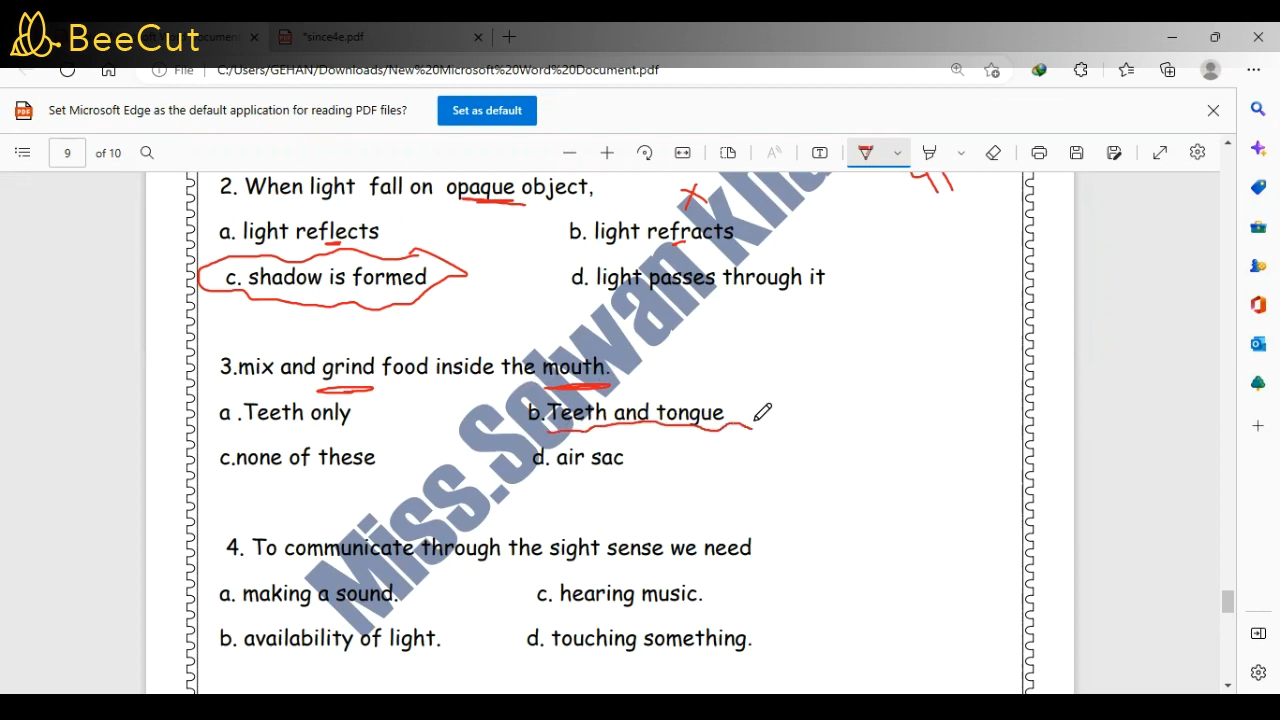 BeeCut
*since4e.pdf
File C:/Users/GEHAN/Downloads/New%20Microsoft%20Word%20Document.pdf
Set Microsoft Edge as the default application for reading PDF files? Set as default
9 of 10
2. When light fall on opaque object,
a. light reflects b. light refracts
c. shadow is formed d. light passes through it
3.mix and grind food inside the mouth.
a .Teeth only b.Teeth and tongue
c.none of these d. air sac
4. To communicate through the sight sense we need
a. making a sound. c. hearing music.
b. availability of light. d. touching something.